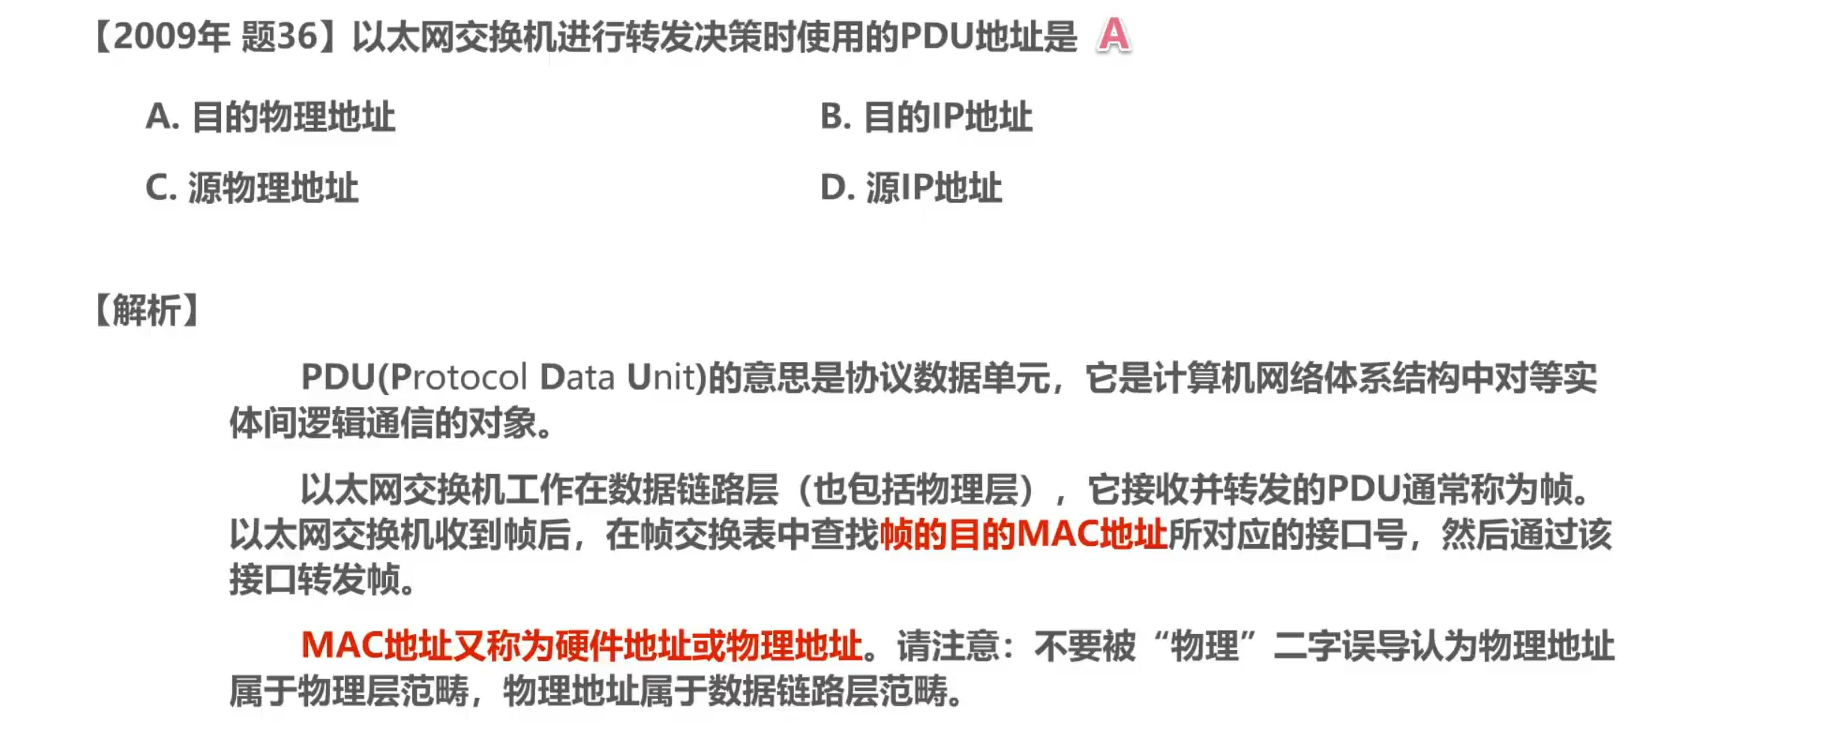 【2009年 题36】以太网交换机进行转发决策时使用的PDU地址是 A
A. 目的物理地址 B. 目的IP地址
C. 源物理地址 D. 源IP地址
【解析】
PDU(Protocol Data Unit)的意思是协议数据单元，它是计算机网络体系结构中对等实
体间逻辑通信的对象。
以太网交换机工作在数据链路层（也包括物理层），它接收并转发的PDU通常称为帧。
以太网交换机收到帧后，在帧交换表中查找帧的目的MAC地址所对应的接口号，然后通过该
接口转发帧。
MAC地址又称为硬件地址或物理地址。请注意：不要被“物理”二字误导认为物理地址
属于物理层范畴，物理地址属于数据链路层范畴。